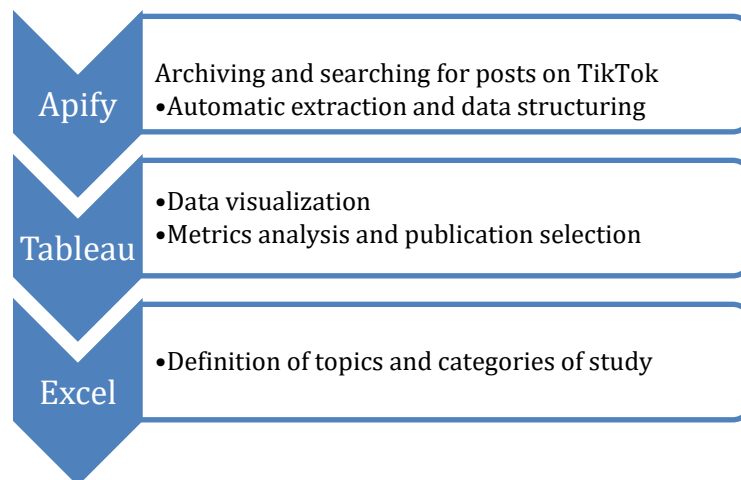 Apify
Archiving and searching for posts on TikTok
•Automatic extraction and data structuring
Tableau
•Data visualization
•Metrics analysis and publication selection
Excel
•Definition of topics and categories of study